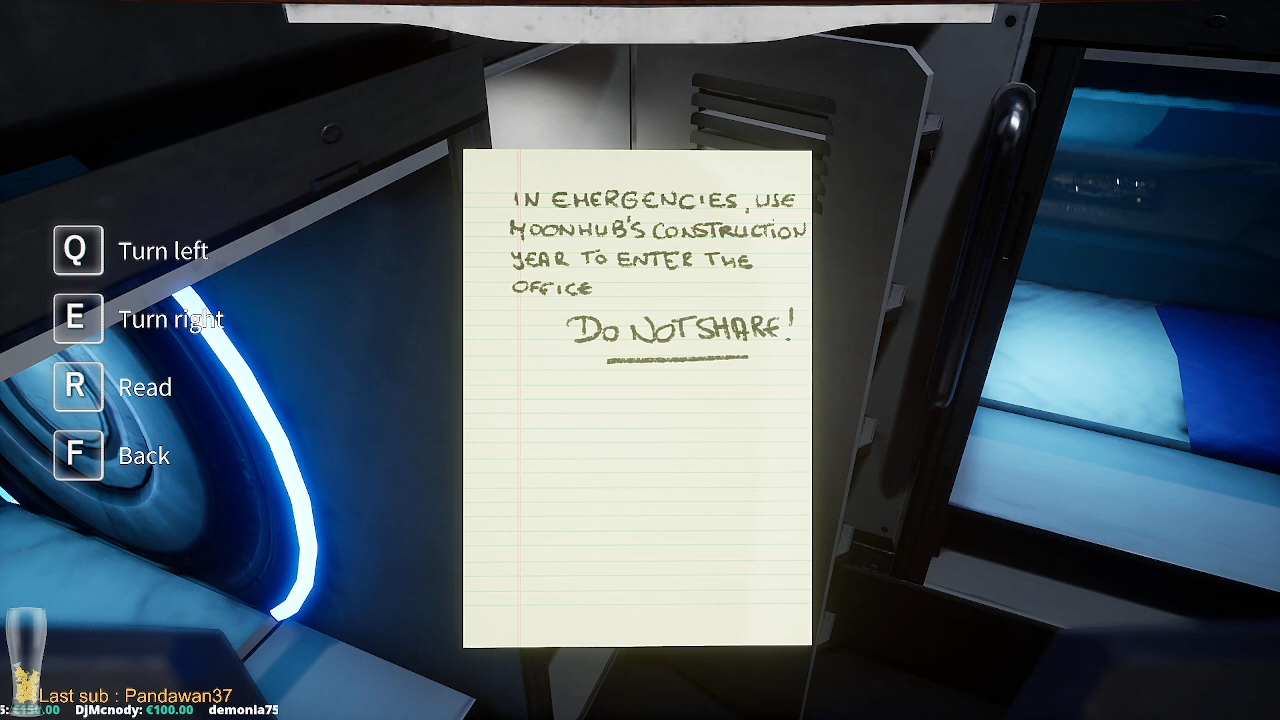 IN EMERGENCIES, USE
MOONHUB'S CONSTRUCTION
YEAR TO ENTER THE
OFFICE
DO NOT SHARE!
Q Turn left
E Turn right
R Read
F Back
Last sub : Pandawan37
DjMcnody: €100.00 demonia75